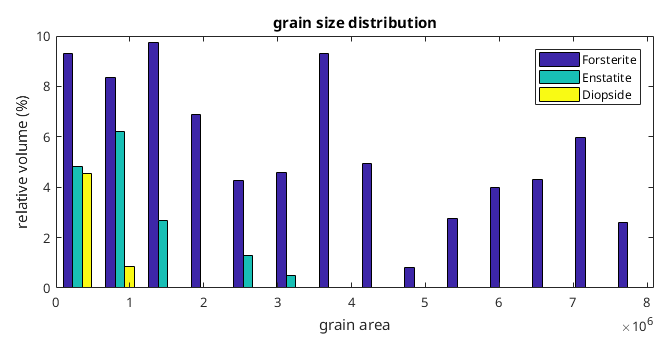 grain size distribution
10
8
6
4
2
0
relative volume (%)
Forsterite
Enstatite
Diopside
0 1 2 3 4 5 6 7 8
grain area
×10^6